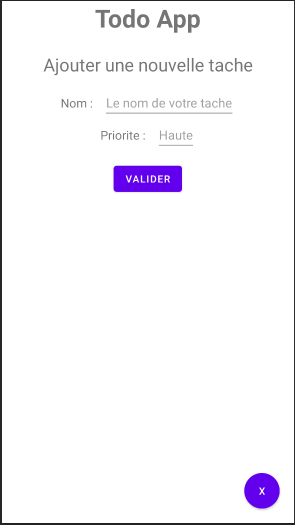 Todo App
Ajouter une nouvelle tache
Nom : Le nom de votre tache
Priorite : Haute
VALIDER
X